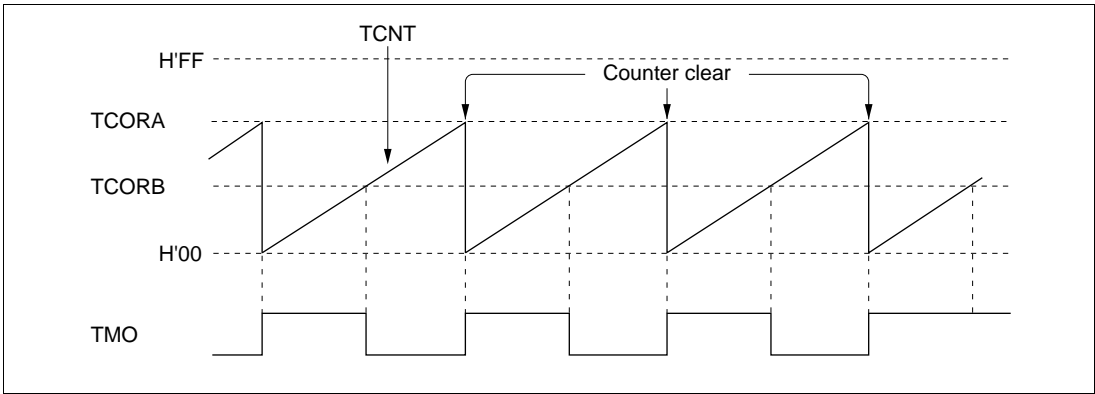 TCNT
H'FF
Counter clear
TCORA
TCORB
H'00
TMO